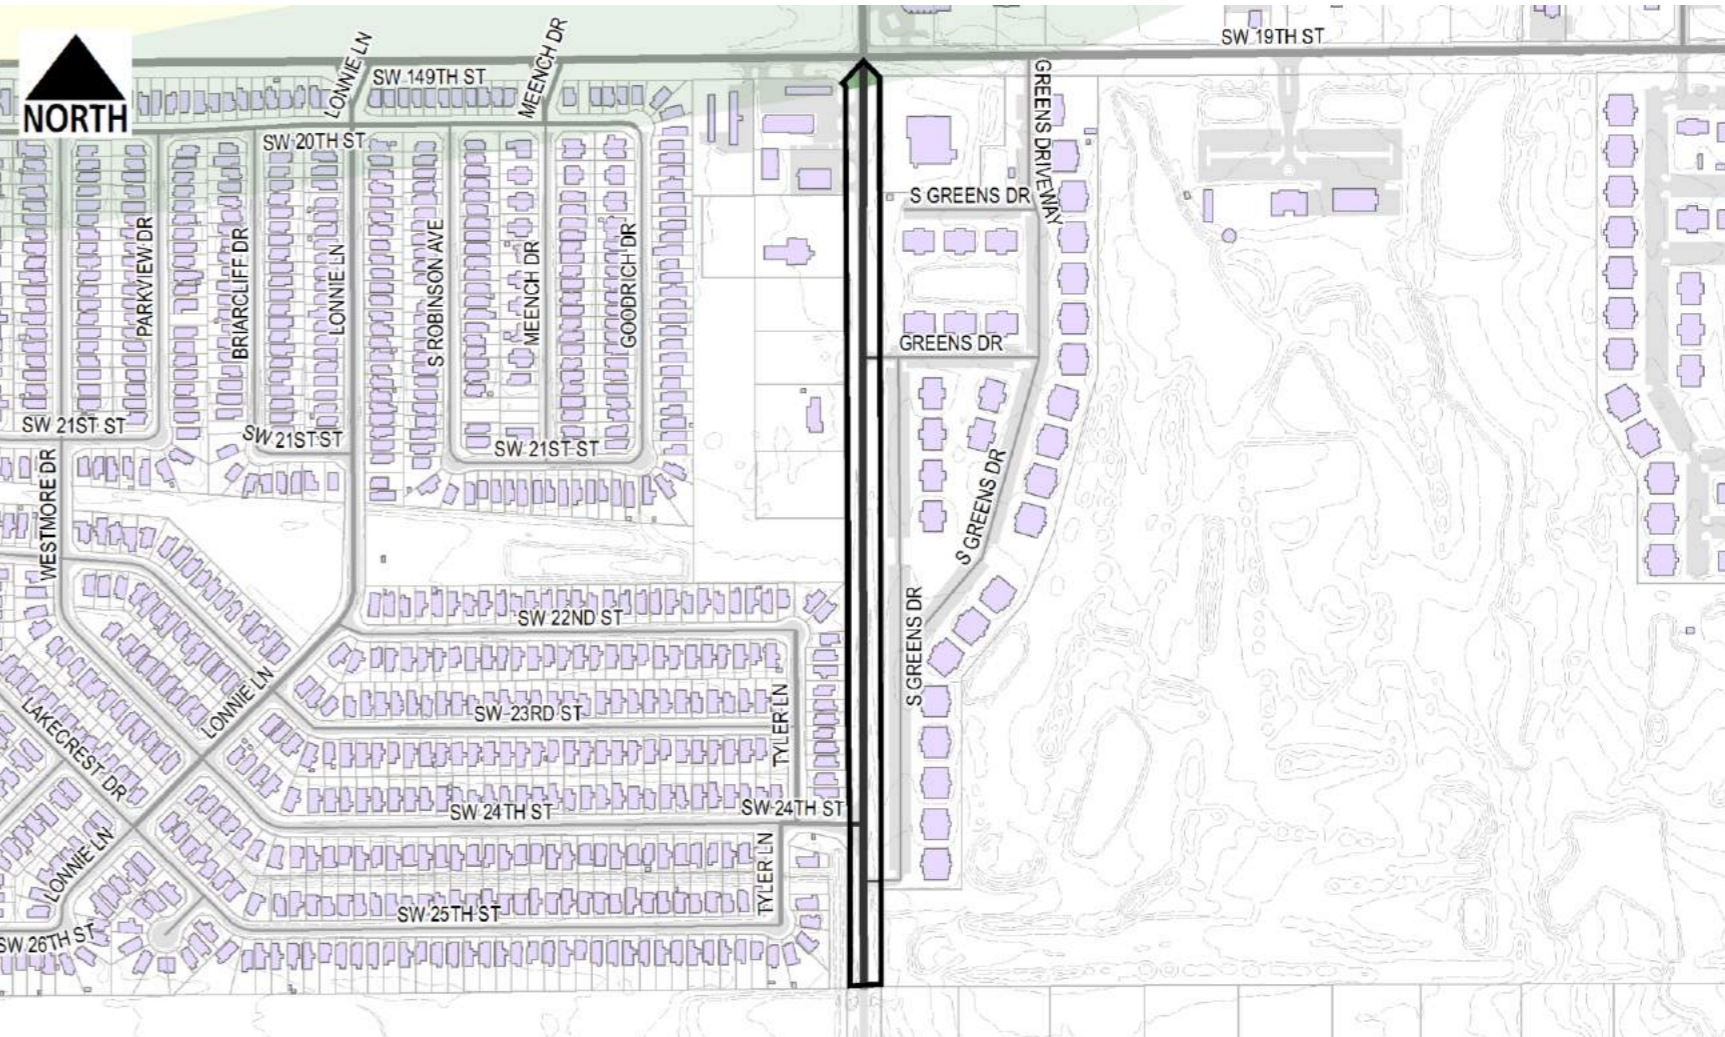 SW 19TH ST
NORTH
LONNIE LN
SW 149TH ST
MEENCH DR
GREENS DRIVEWAY
SW 20TH ST
S GREENS DR
PARKVIEW DR
BRIARCLIFF DR
LONNIE LN
S ROBINSON AVE
MEENCH DR
GOODRICH DR
GREENS DR
SW 21ST ST
SW 21ST ST
SW 21ST ST
WESTMORE DR
S GREENS DR
SW 22ND ST
S GREENS DR
LONNIE LN
SW 23RD ST
TYLER LN
LAKECREST DR
SW 24TH ST
SW 24TH ST
LONNIE LN
TYLER LN
SW 25TH ST
SW 26TH ST